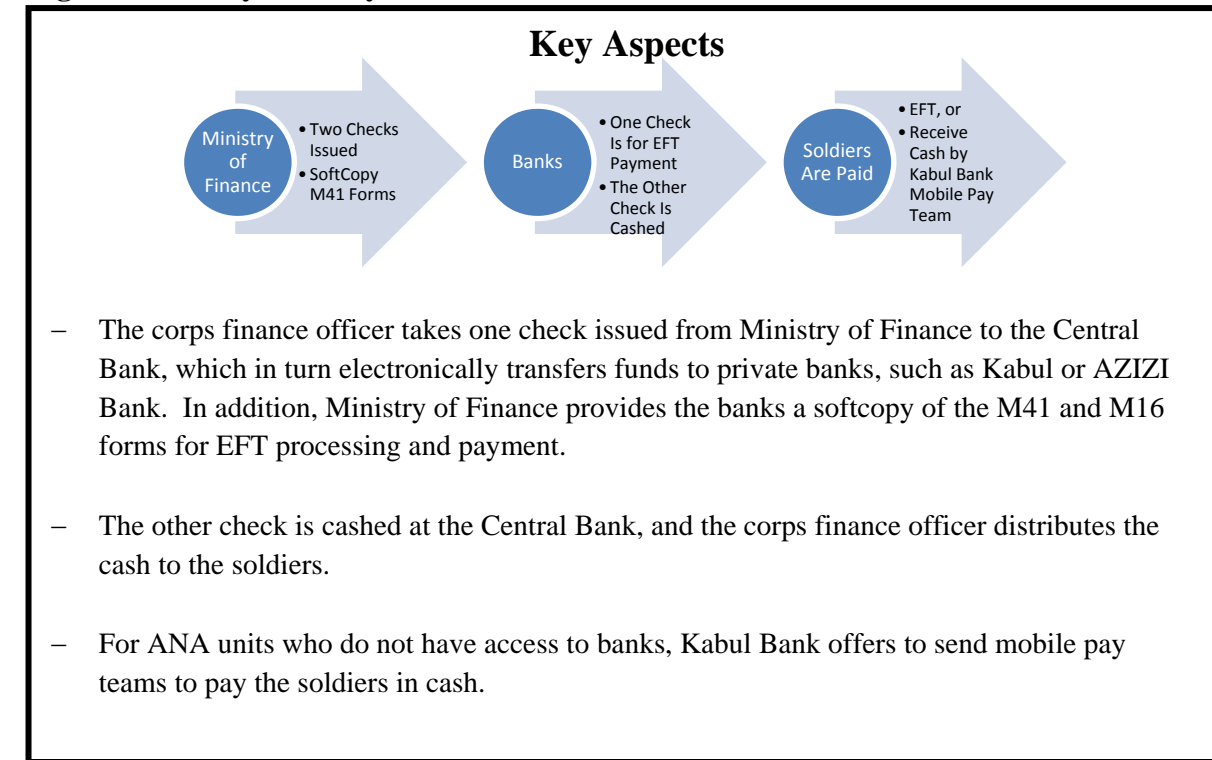 Key Aspects
Ministry
of
Finance
• Two Checks
Issued
• SoftCopy
M41 Forms
Banks
• One Check
Is for EFT
Payment
• The Other
Check Is
Cashed
Soldiers
Are Paid
• EFT, or
• Receive
Cash by
Kabul Bank
Mobile Pay
Team
– The corps finance officer takes one check issued from Ministry of Finance to the Central
Bank, which in turn electronically transfers funds to private banks, such as Kabul or AZIZI
Bank. In addition, Ministry of Finance provides the banks a softcopy of the M41 and M16
forms for EFT processing and payment.
– The other check is cashed at the Central Bank, and the corps finance officer distributes the
cash to the soldiers.
– For ANA units who do not have access to banks, Kabul Bank offers to send mobile pay
teams to pay the soldiers in cash.